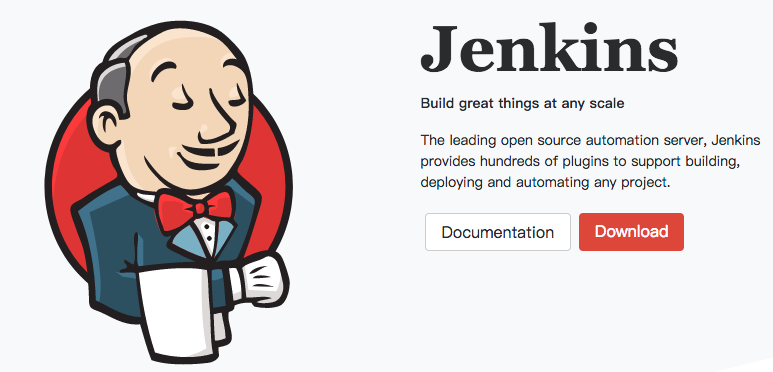 Jenkins
Build great things at any scale
The leading open source automation server, Jenkins
provides hundreds of plugins to support building,
deploying and automating any project.
Documentation
Download